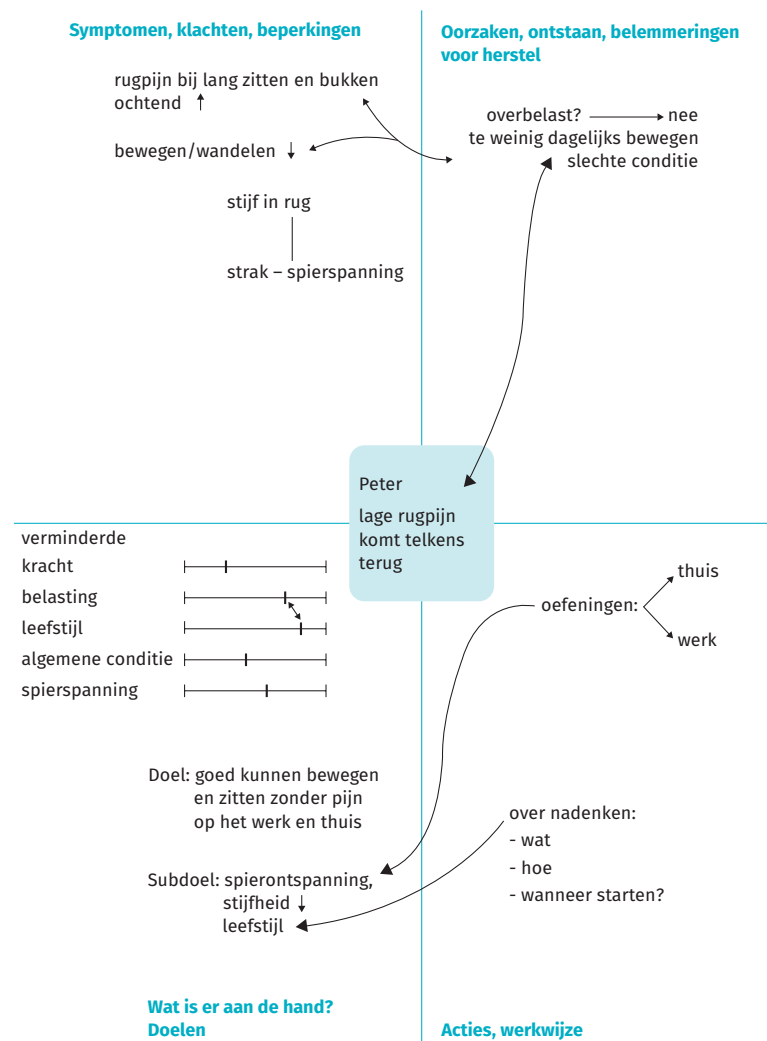 Symptomen, klachten, beperkingen
rugpijn bij lang zitten en bukken
ochtend ↑
bewegen/wandelen ↓
stijf in rug
strak – spierspanning
Oorzaken, ontstaan, belemmeringen
voor herstel
overbelast? → nee
te weinig dagelijks bewegen
slechte conditie
Peter
lage rugpijn
komt telkens
terug
verminderde
kracht
belasting
leefstijl
algemene conditie
spierspanning
Doel: goed kunnen bewegen
en zitten zonder pijn
op het werk en thuis
Subdoel: spierontspanning,
stijfheid ↓
leefstijl
Wat is er aan de hand?
Doelen
thuis
oefeningen:
werk
over nadenken:
- wat
- hoe
- wanneer starten?
Acties, werkwijze